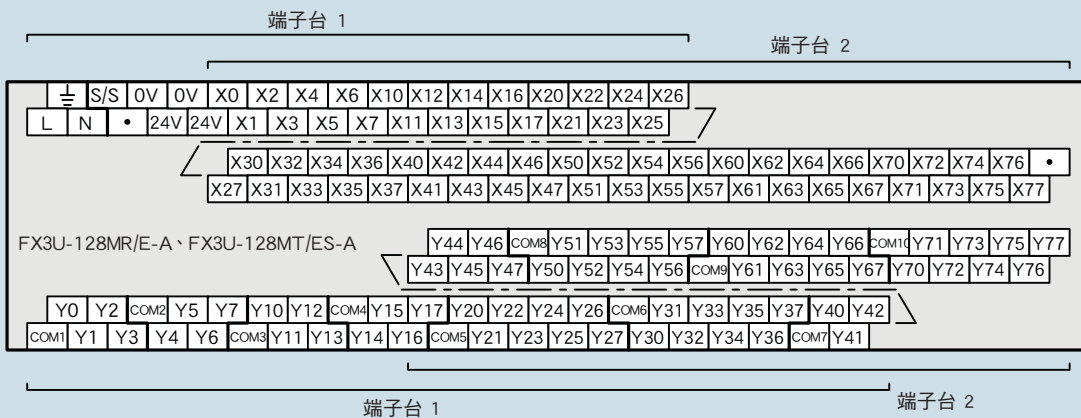 端子台 1
端子台 2
S/S 0V 0V X0 X2 X4 X6 X10 X12 X14 X16 X20 X22 X24 X26
L N • 24V 24V X1 X3 X5 X7 X11 X13 X15 X17 X21 X23 X25
X30 X32 X34 X36 X40 X42 X44 X46 X50 X52 X54 X56 X60 X62 X64 X66 X70 X72 X74 X76 •
X27 X31 X33 X35 X37 X41 X43 X45 X47 X51 X53 X55 X57 X61 X63 X65 X67 X71 X73 X75 X77
FX3U-128MR/E-A、FX3U-128MT/ES-A
Y44 Y46 COM8 Y51 Y53 Y55 Y57 Y60 Y62 Y64 Y66 COM10 Y71 Y73 Y75 Y77
Y43 Y45 Y47 Y50 Y52 Y54 Y56 COM9 Y61 Y63 Y65 Y67 Y70 Y72 Y74 Y76
Y0 Y2 COM2 Y5 Y7 Y10 Y12 COM4 Y15 Y17 Y20 Y22 Y24 Y26 COM6 Y31 Y33 Y35 Y37 Y40 Y42
COM1 Y1 Y3 Y4 Y6 COM3 Y11 Y13 Y14 Y16 COM5 Y21 Y23 Y25 Y27 Y30 Y32 Y34 Y36 COM7 Y41
端子台 1
端子台 2